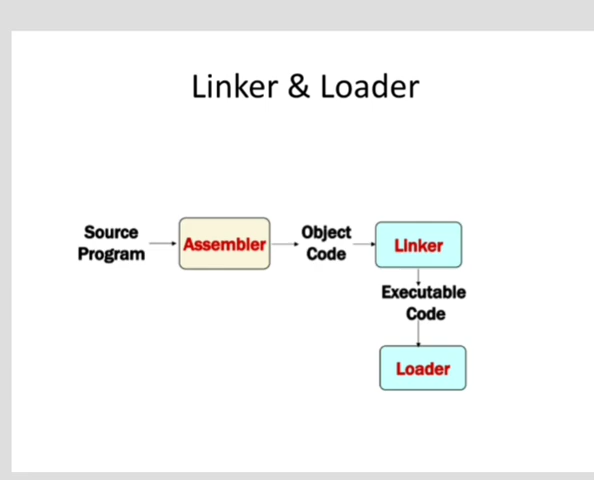 Linker & Loader
Source
Program
Assembler
Object
Code
Linker
Executable
Code
Loader